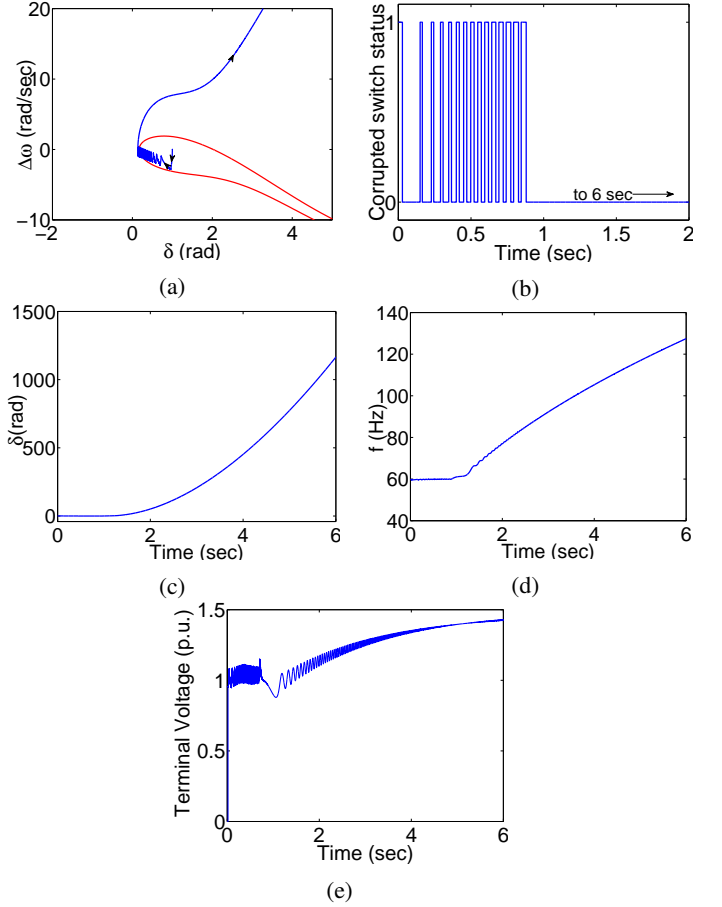 20
10
0
−10
−2
0
2
4
Δω (rad/sec)
δ (rad)
(a)
1
0
0
0.5
1
1.5
2
Corrupted switch status
to 6 sec
Time (sec)
(b)
1500
1000
500
0
0
2
4
6
δ(rad)
Time (sec)
(c)
140
120
100
80
60
40
0
2
4
6
f (Hz)
Time (sec)
(d)
1.5
1
0.5
0
0
2
4
6
Terminal Voltage (p.u.)
Time (sec)
(e)